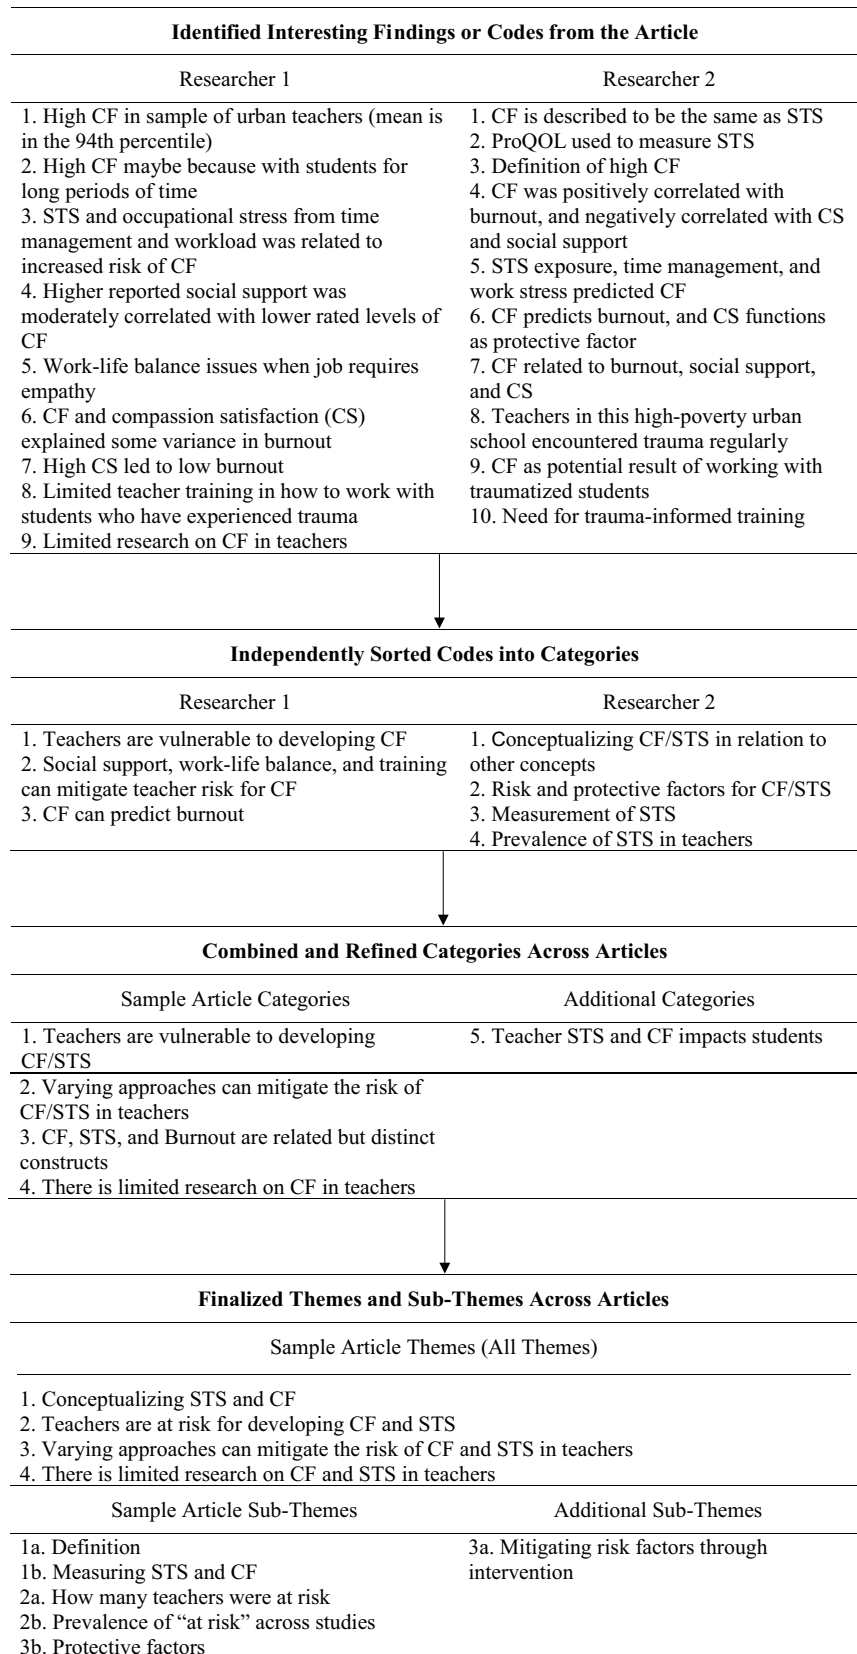 Identified Interesting Findings or Codes from the Article
Researcher 1
1. High CF in sample of urban teachers (mean is
in the 94th percentile)
2. High CF maybe because with students for
long periods of time
3. STS and occupational stress from time
management and workload was related to
increased risk of CF
4. Higher reported social support was
moderately correlated with lower rated levels of
CF
5. Work-life balance issues when job requires
empathy
6. CF and compassion satisfaction (CS)
explained some variance in burnout
7. High CS led to low burnout
8. Limited teacher training in how to work with
students who have experienced trauma
9. Limited research on CF in teachers
Researcher 2
1. CF is described to be the same as STS
2. ProQOL used to measure STS
3. Definition of high CF
4. CF was positively correlated with
burnout, and negatively correlated with CS
and social support
5. STS exposure, time management, and
work stress predicted CF
6. CF predicts burnout, and CS functions
as protective factor
7. CF related to burnout, social support,
and CS
8. Teachers in this high-poverty urban
school encountered trauma regularly
9. CF as potential result of working with
traumatized students
10. Need for trauma-informed training
Independently Sorted Codes into Categories
Researcher 1
1. Teachers are vulnerable to developing CF
2. Social support, work-life balance, and training
can mitigate teacher risk for CF
3. CF can predict burnout
Researcher 2
1. Conceptualizing CF/STS in relation to
other concepts
2. Risk and protective factors for CF/STS
3. Measurement of STS
4. Prevalence of STS in teachers
Combined and Refined Categories Across Articles
Sample Article Categories
1. Teachers are vulnerable to developing
CF/STS
2. Varying approaches can mitigate the risk of
CF/STS in teachers
3. CF, STS, and Burnout are related but distinct
constructs
4. There is limited research on CF in teachers
Additional Categories
5. Teacher STS and CF impacts students
Finalized Themes and Sub-Themes Across Articles
Sample Article Themes (All Themes)
1. Conceptualizing STS and CF
2. Teachers are at risk for developing CF and STS
3. Varying approaches can mitigate the risk of CF and STS in teachers
4. There is limited research on CF and STS in teachers
Sample Article Sub-Themes
1a. Definition
1b. Measuring STS and CF
2a. How many teachers were at risk
2b. Prevalence of “at risk” across studies
3b. Protective factors
Additional Sub-Themes
3a. Mitigating risk factors through
intervention